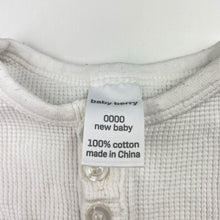 baby berry
0000
new baby
100% cotton
made in China